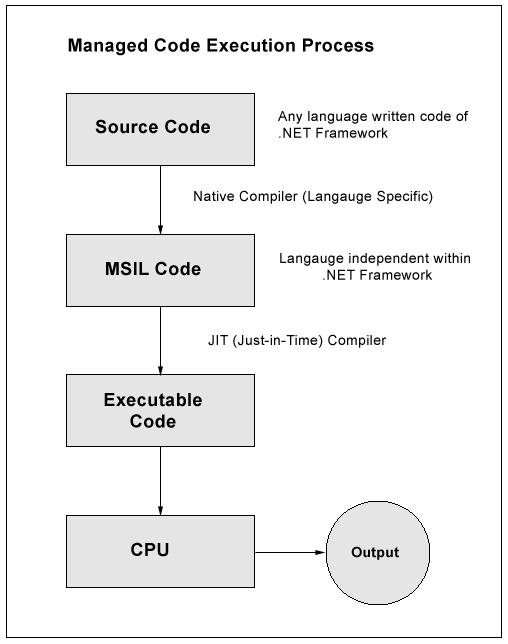 Managed Code Execution Process
Source Code
Any language written code of
.NET Framework
Native Compiler (Langauge Specific)
MSIL Code
Langauge independent within
.NET Framework
JIT (Just-in-Time) Compiler
Executable
Code
CPU
Output